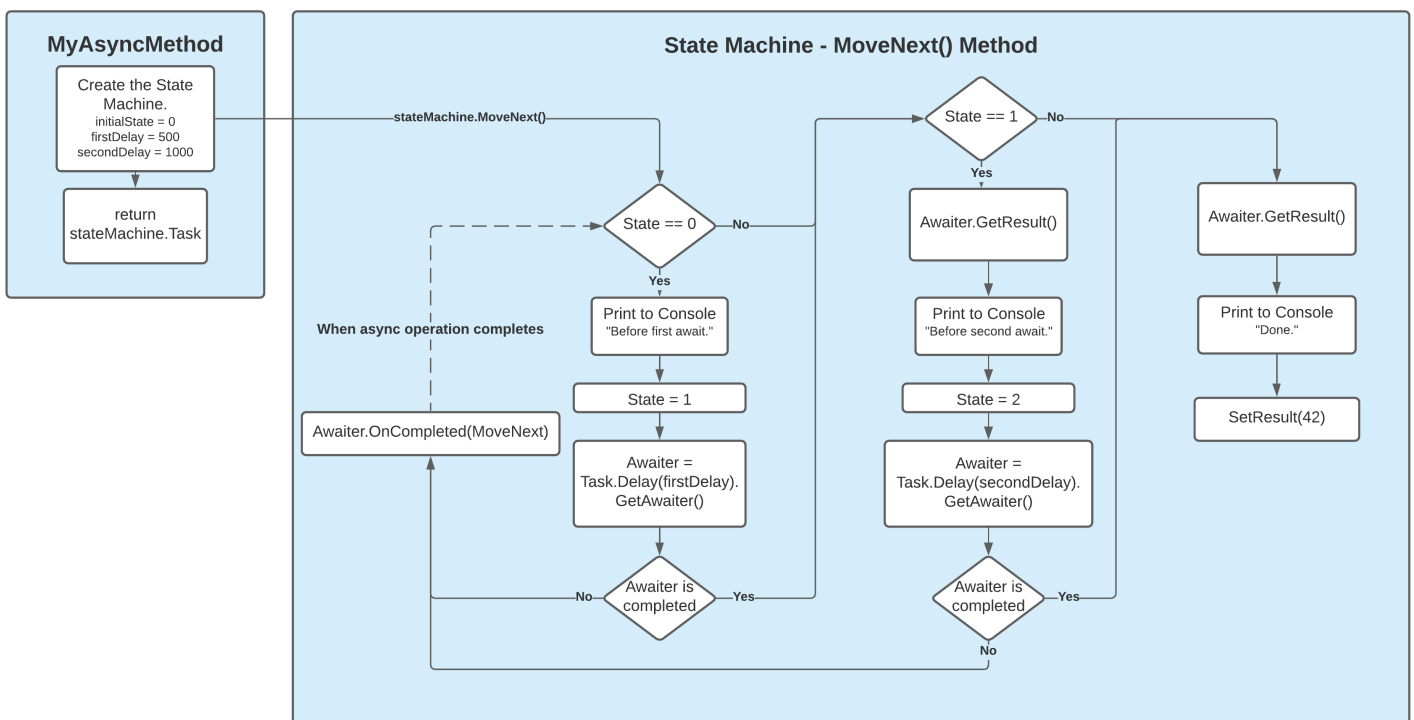 MyAsyncMethod
Create the State
Machine.
initialState = 0
firstDelay = 500
secondDelay = 1000
return
stateMachine.Task
State Machine - MoveNext() Method
stateMachine.MoveNext()
State == 0
No
Yes
Print to Console
"Before first await."
State = 1
Awaiter =
Task.Delay(firstDelay).
GetAwaiter()
Awaiter is
completed
No
Yes
When async operation completes
Awaiter.OnCompleted(MoveNext)
State == 1
No
Yes
Awaiter.GetResult()
Print to Console
"Before second await."
State = 2
Awaiter =
Task.Delay(secondDelay).
GetAwaiter()
Awaiter is
completed
Yes
No
Awaiter.GetResult()
Print to Console
"Done."
SetResult(42)